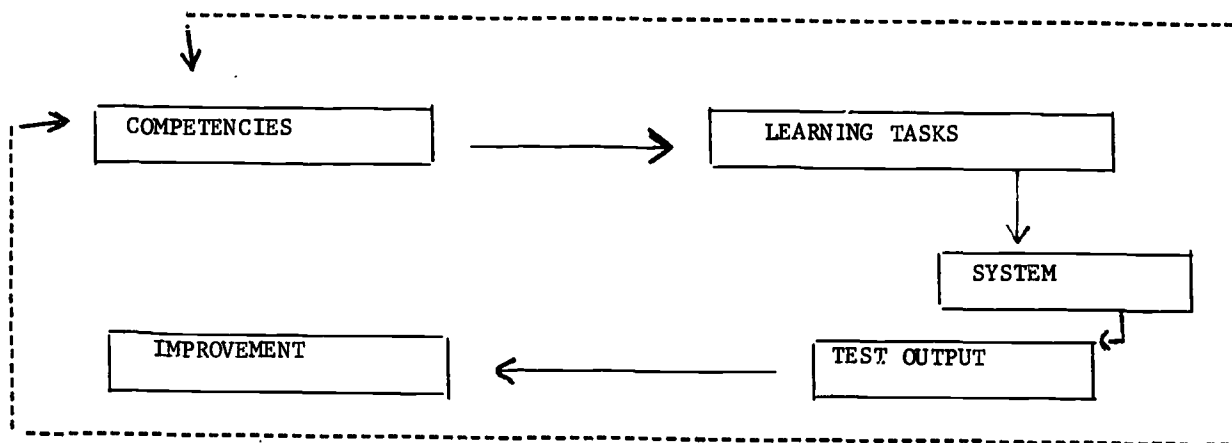 COMPETENCIES
LEARNING TASKS
SYSTEM
TEST OUTPUT
IMPROVEMENT